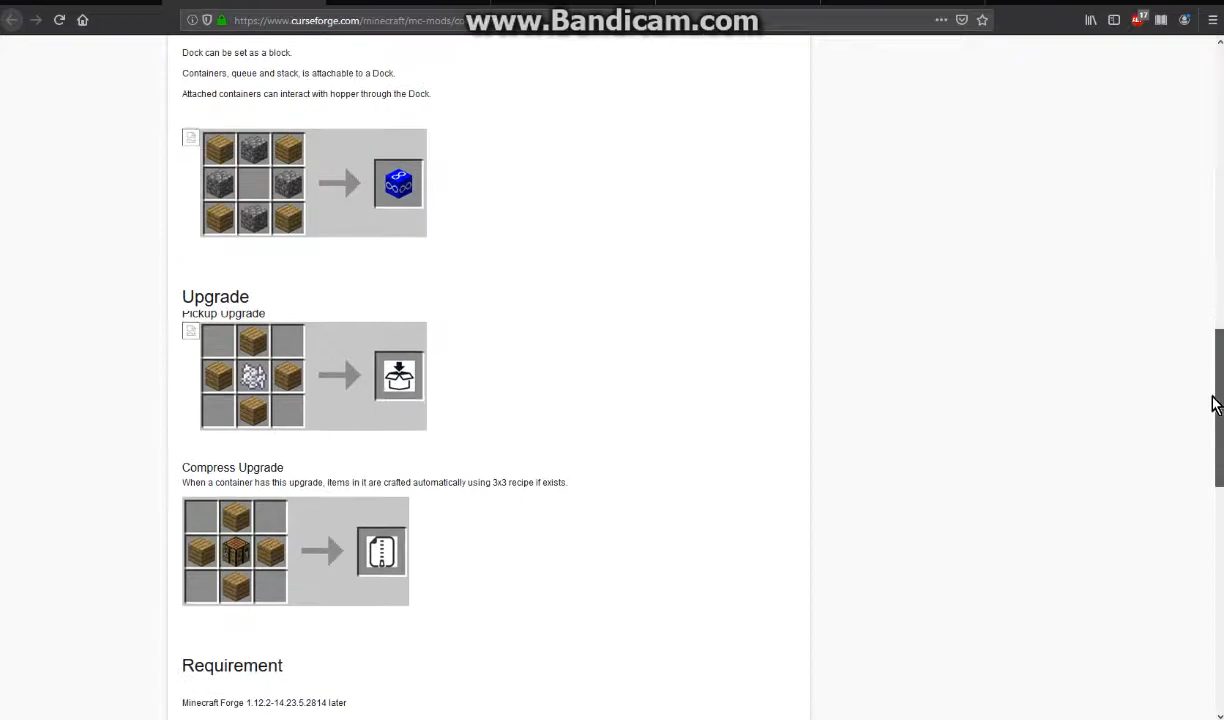 https://www.curseforge.com/minecraft/mc-mods/co
www.Bandicam.com
17
Dock can be set as a block.
Containers, queue and stack, is attachable to a Dock.
Attached containers can interact with hopper through the Dock.
Upgrade
Pickup Upgrade
Compress Upgrade
When a container has this upgrade, items in it are crafted automatically using 3x3 recipe if exists.
Requirement
Minecraft Forge 1.12.2-14.23.5.2814 later